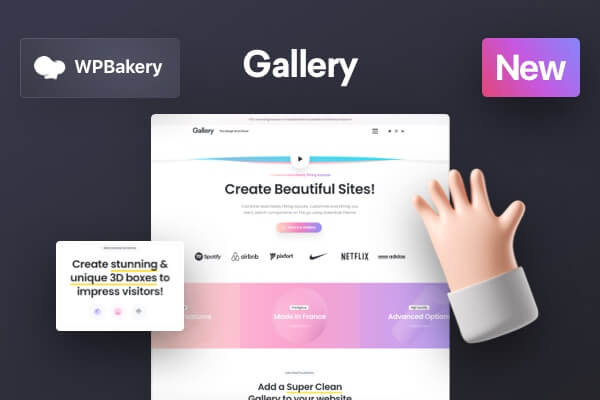 WPBakery
Gallery
New
Gallery
Create Beautiful Sites!
Spotify
airbnb
pixfort
NETFLIX
adidas
Create stunning &
unique 3D boxes to
impress visitors!
Made in France
Advanced Option
Add a Super Clean
Gallery to your website